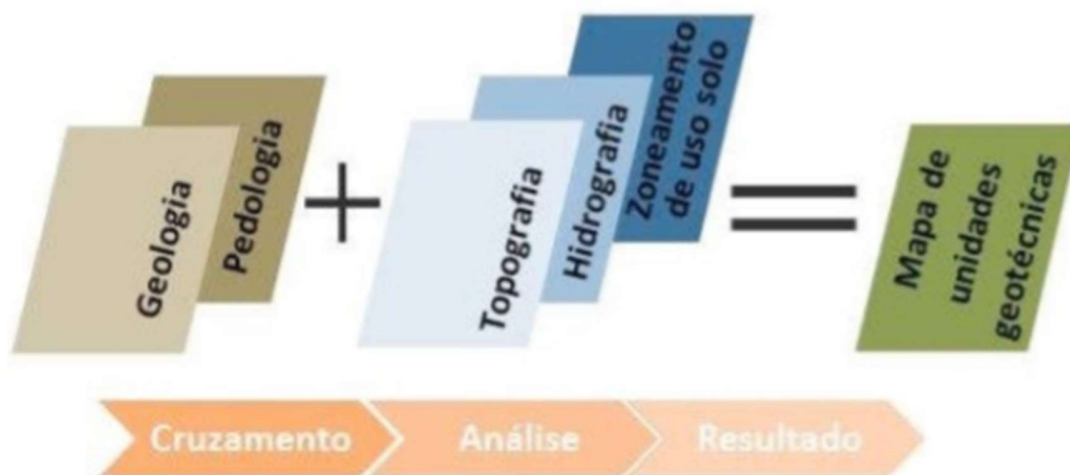 Geologia
Pedologia
+
Topografia
Hidrografia
Zoneamento
de uso solo
=
Mapa de
unidades
geotécnicas
Cruzamento
Análise
Resultado